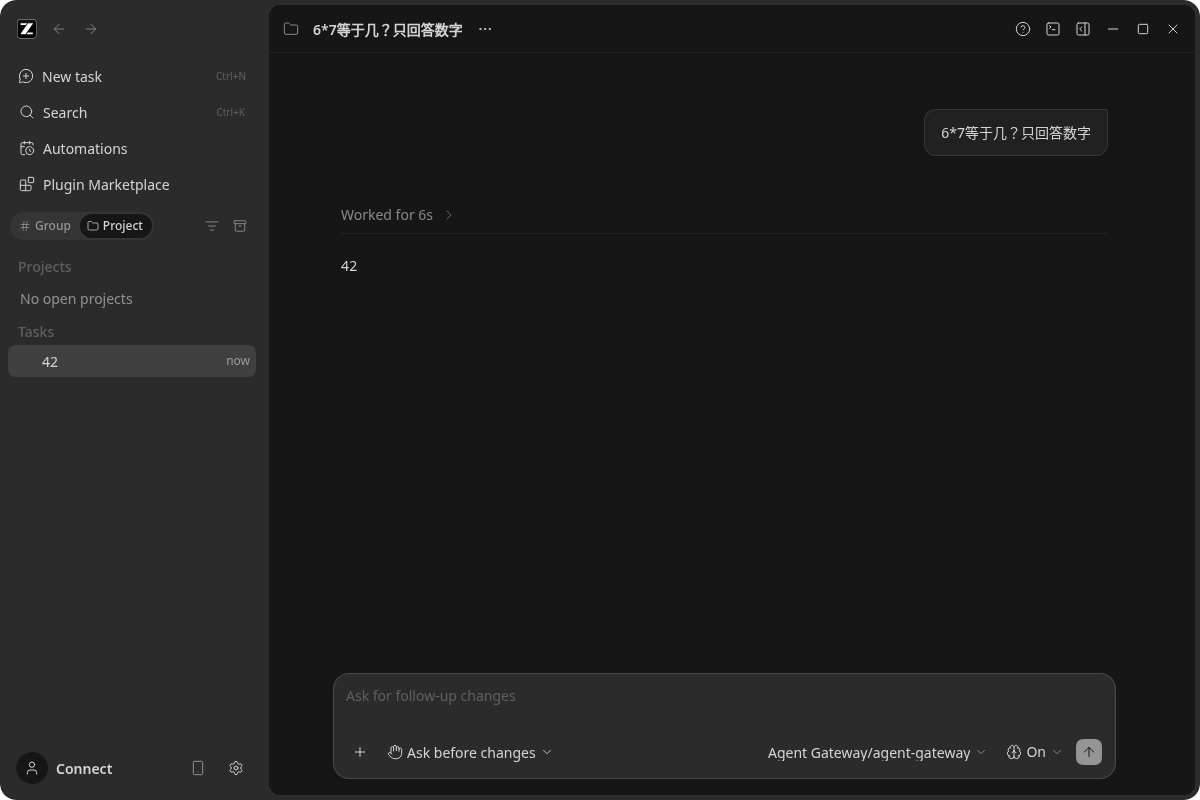 6*7等于几？只回答数字
New task Ctrl+N
Search Ctrl+K
Automations
Plugin Marketplace
Group Project
Projects
No open projects
Tasks
42 now
Connect
6*7等于几？只回答数字
Worked for 6s
42
Ask for follow-up changes
Ask before changes Agent Gateway/agent-gateway On